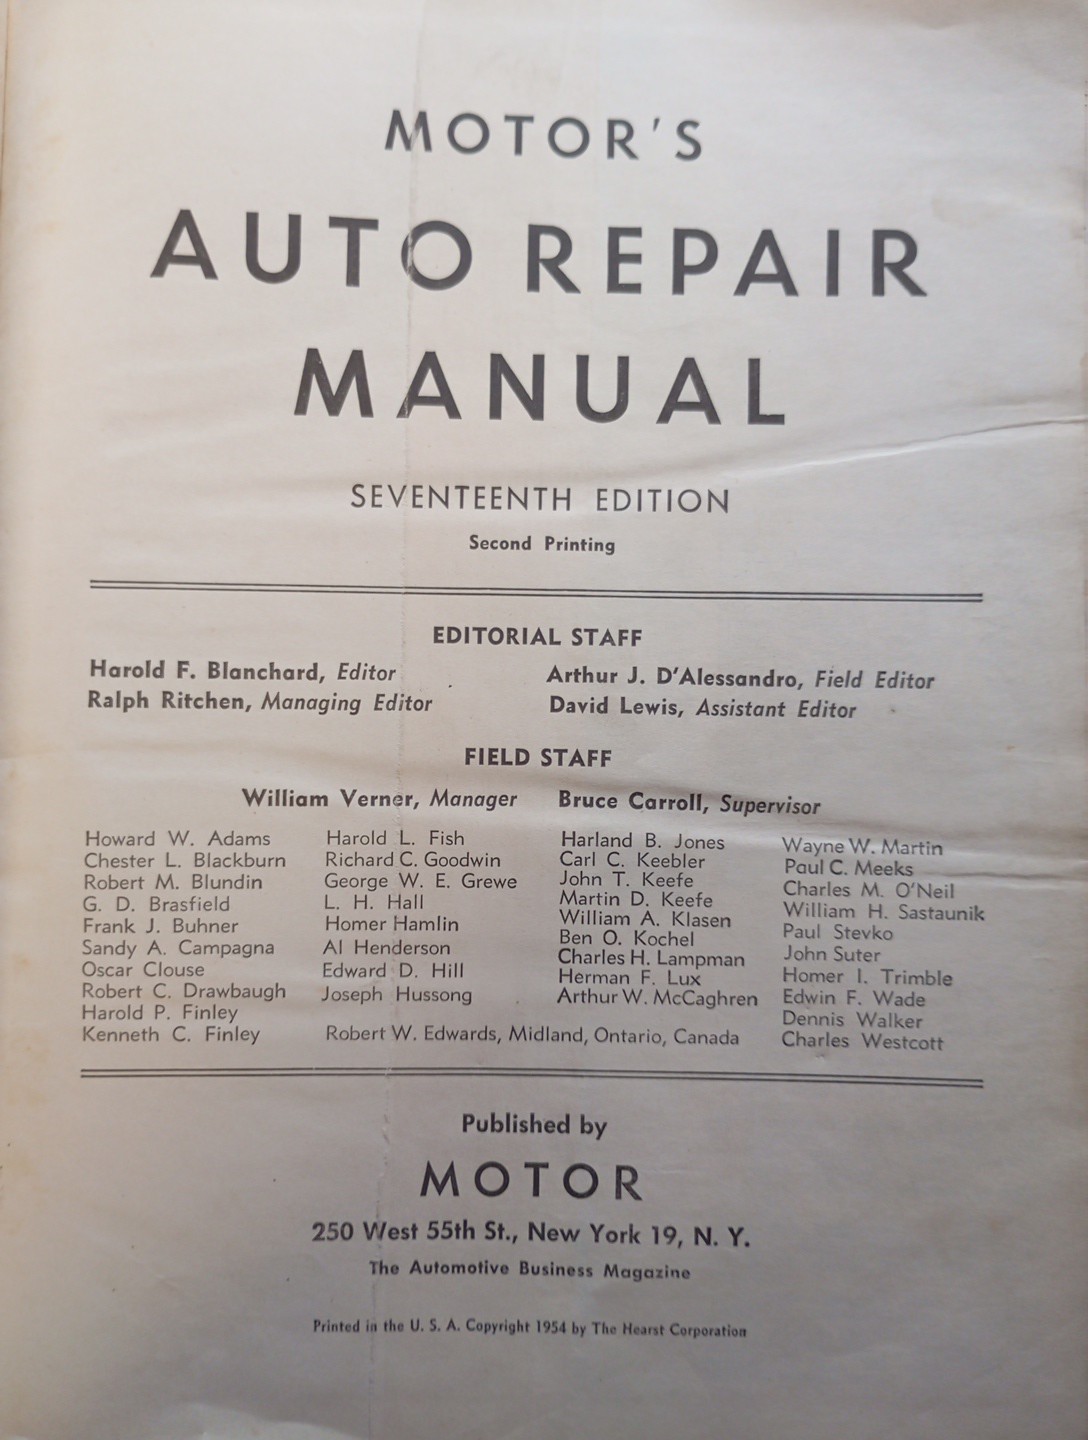 MOTOR'S
AUTO REPAIR
MANUAL
SEVENTEENTH EDITION
Second Printing
EDITORIAL STAFF
Harold F. Blanchard, Editor
Ralph Ritchen, Managing Editor
Arthur J. D'Alessandro, Field Editor
David Lewis, Assistant Editor
FIELD STAFF
William Verner, Manager Bruce Carroll, Supervisor
Howard W. Adams
Chester L. Blackburn
Robert M. Blundin
G. D. Brasfield
Frank J. Buhner
Sandy A. Campagna
Oscar Clouse
Robert C. Drawbaugh
Harold P. Finley
Kenneth C. Finley
Harold L. Fish
Richard C. Goodwin
George W. E. Grewe
L. H. Hall
Homer Hamlin
Al Henderson
Edward D. Hill
Joseph Hussong
Harland B. Jones
Carl C. Keebler
John T. Keefe
Martin D. Keefe
William A. Klasen
Ben O. Kochel
Charles H. Lampman
Herman F. Lux
Arthur W. McCaghren
Robert W. Edwards, Midland, Ontario, Canada
Wayne W. Martin
Paul C. Meeks
Charles M. O'Neil
William H. Sastaunik
Paul Stevko
John Suter
Homer I. Trimble
Edwin F. Wade
Dennis Walker
Charles Westcott
Published by
MOTOR
250 West 55th St., New York 19, N. Y.
The Automotive Business Magazine
Printed in the U. S. A. Copyright 1954 by The Hearst Corporation